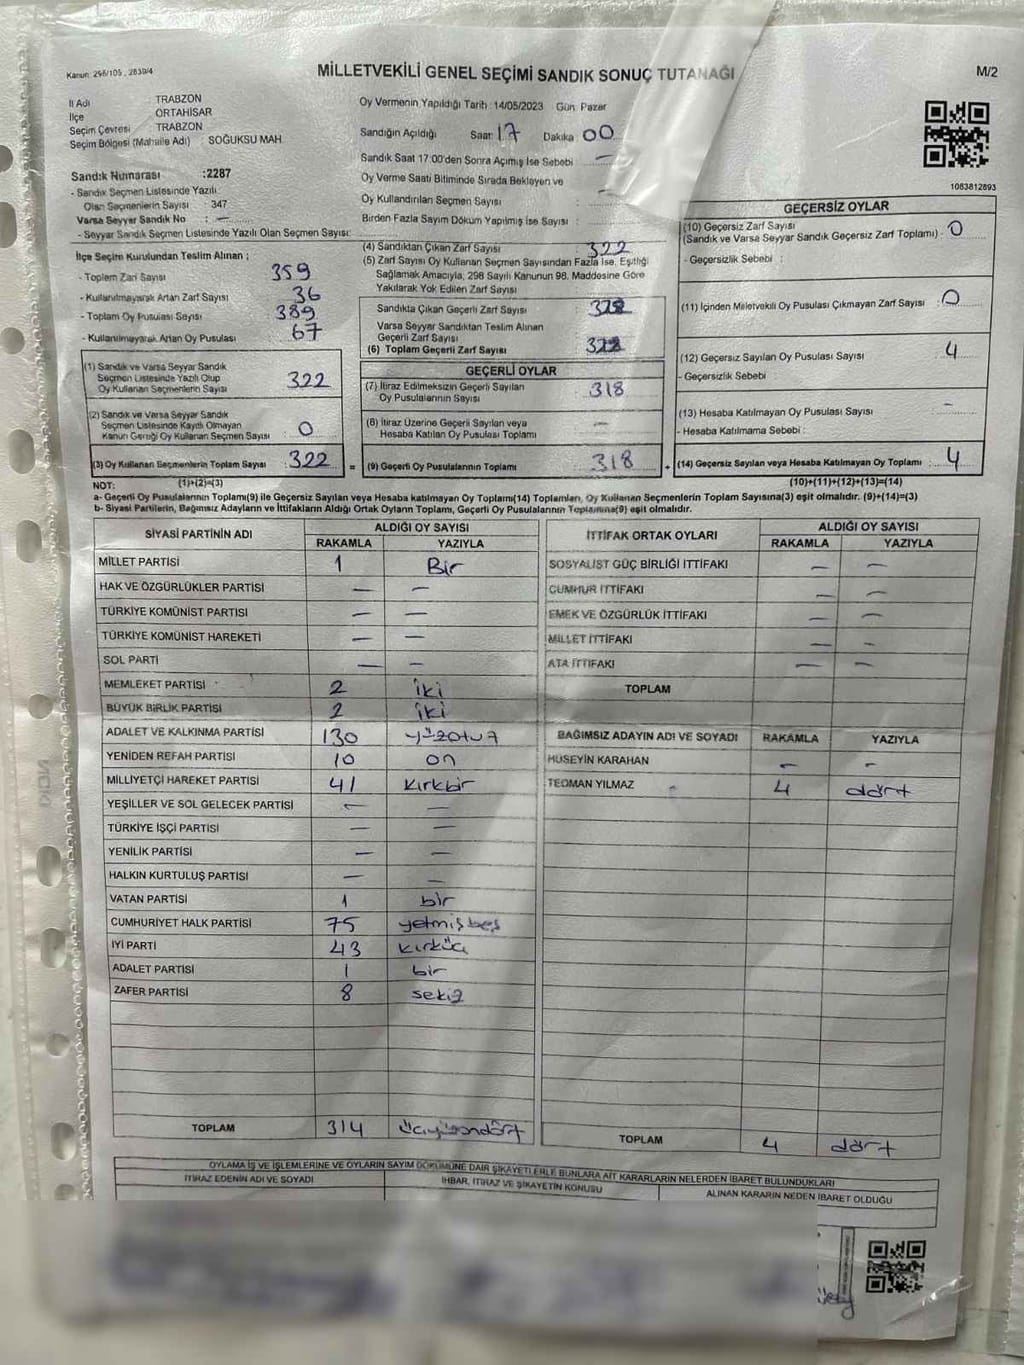 Kanun: 298/105, 2839/4
MİLLETVEKİLİ GENEL SEÇİMİ SANDIK SONUÇ TUTANAĞI
M/2
İl Adı TRABZON
İlçe ORTAHİSAR
Seçim Çevresi TRABZON
Seçim Bölgesi (Mahalle Adı) SOĞUKSU MAH.
Sandık Numarası :2287
- Sandık Seçmen Listesinde Yazılı
Olan Seçmenlerin Sayısı 347
Varsa Seyyar Sandık No : –
- Seyyar Sandık Seçmen Listesinde Yazılı Olan Seçmen Sayısı:
İlçe Seçim Kurulundan Teslim Alınan ;
- Toplam Zarf Sayısı 359
- Kullanılmayarak Artan Zarf Sayısı 36
- Toplam Oy Pusulası Sayısı 389
- Kullanılmayarak Artan Oy Pusulası 67
(1) Sandık ve Varsa Seyyar Sandık
Seçmen Listesinde Yazılı Olup
Oy Kullanan Seçmenlerin Sayısı 322
(2) Sandık ve Varsa Seyyar Sandık
Seçmen Listesinde Kayıtlı Olmayan
Kanun Gereği Oy Kullanan Seçmen Sayısı 0
(3) Oy Kullanan Seçmenlerin Toplam Sayısı 322 =
(1)+(2)=(3)
Oy Vermenin Yapıldığı Tarih :14/05/2023 Gün: Pazar
Sandığın Açıldığı Saat 17 Dakika 00
Sandık Saat 17:00'den Sonra Açılmış İse Sebebi : –
Oy Verme Saati Bitiminde Sırada Bekleyen ve
Oy Kullandırılan Seçmen Sayısı : –
Birden Fazla Sayım Döküm Yapılmış İse Sayısı :
(4) Sandıktan Çıkan Zarf Sayısı : 322
(5) Zarf Sayısı Oy Kullanan Seçmen Sayısından Fazla İse, Eşitliği
Sağlamak Amacıyla, 298 Sayılı Kanunun 98. Maddesine Göre
Yakılarak Yok Edilen Zarf Sayısı :
Sandıkta Çıkan Geçerli Zarf Sayısı :
Varsa Seyyar Sandıktan Teslim Alınan
Geçerli Zarf Sayısı
(6) Toplam Geçerli Zarf Sayısı :
GEÇERLİ OYLAR
(7) İtiraz Edilmeksizin Geçerli Sayılan
Oy Pusulalarının Sayısı : 318
(8) İtiraz Üzerine Geçerli Sayılan veya
Hesaba Katılan Oy Pusulası Toplamı : –
(9) Geçerli Oy Pusulalarının Toplamı 318 +
1063812893
GEÇERSİZ OYLAR
(10) Geçersiz Zarf Sayısı
(Sandık ve Varsa Seyyar Sandık Geçersiz Zarf Toplamı) : 0
- Geçersizlik Sebebi :
(11) İçinden Milletvekili Oy Pusulası Çıkmayan Zarf Sayısı : 0
(12) Geçersiz Sayılan Oy Pusulası Sayısı 4
- Geçersizlik Sebebi
(13) Hesaba Katılmayan Oy Pusulası Sayısı –
- Hesaba Katılmama Sebebi :
(14) Geçersiz Sayılan veya Hesaba Katılmayan Oy Toplamı : 4
(10)+(11)+(12)+(13)=(14)
NOT:
a- Geçerli Oy Pusulalarının Toplamı(9) ile Geçersiz Sayılan veya Hesaba katılmayan Oy Toplamı(14) Toplamları, Oy Kullanan Seçmenlerin Toplam Sayısına(3) eşit olmalıdır. (9)+(14)=(3)
b- Siyasi Partilerin, Bağımsız Adayların ve İttifakların Aldığı Ortak Oyların Toplamı, Geçerli Oy Pusulalarının Toplamına(9) eşit olmalıdır.
SİYASİ PARTİNİN ADI ALDIĞI OY SAYISI
RAKAMLA YAZIYLA
MİLLET PARTİSİ 1 Bir
HAK VE ÖZGÜRLÜKLER PARTİSİ – –
TÜRKİYE KOMÜNİST PARTİSİ – –
TÜRKİYE KOMÜNİST HAREKETİ – –
SOL PARTİ – –
MEMLEKET PARTİSİ 2 iki
BÜYÜK BİRLİK PARTİSİ 2 iki
ADALET VE KALKINMA PARTİSİ 130 yüzotuz
YENİDEN REFAH PARTİSİ 10 on
MİLLİYETÇİ HAREKET PARTİSİ 41 kırkbir
YEŞİLLER VE SOL GELECEK PARTİSİ – –
TÜRKİYE İŞÇİ PARTİSİ – –
YENİLİK PARTİSİ – –
HALKIN KURTULUŞ PARTİSİ – –
VATAN PARTİSİ 1 bir
CUMHURİYET HALK PARTİSİ 75 yetmişbeş
İYİ PARTİ 43 kırküç
ADALET PARTİSİ 1 bir
ZAFER PARTİSİ 8 sekiz
TOPLAM 314 üçyüzondört
İTTİFAK ORTAK OYLARI ALDIĞI OY SAYISI
RAKAMLA YAZIYLA
SOSYALİST GÜÇ BİRLİĞİ İTTİFAKI – –
CUMHUR İTTİFAKI – –
EMEK VE ÖZGÜRLÜK İTTİFAKI – –
MİLLET İTTİFAKI – –
ATA İTTİFAKI – –
TOPLAM
BAĞIMSIZ ADAYIN ADI VE SOYADI RAKAMLA YAZIYLA
HÜSEYİN KARAHAN – –
TEOMAN YILMAZ 4 dört
TOPLAM 4 dört
OYLAMA İŞ VE İŞLEMLERİNE VE OYLARIN SAYIM DÖKÜMÜNE DAİR ŞİKAYETLERLE BUNLARA AİT KARARLARIN NELERDEN İBARET BULUNDUKLARI
İTİRAZ EDENİN ADI VE SOYADI İHBAR, İTİRAZ VE ŞİKAYETİN KONUSU ALINAN KARARIN NEDEN İBARET OLDUĞU